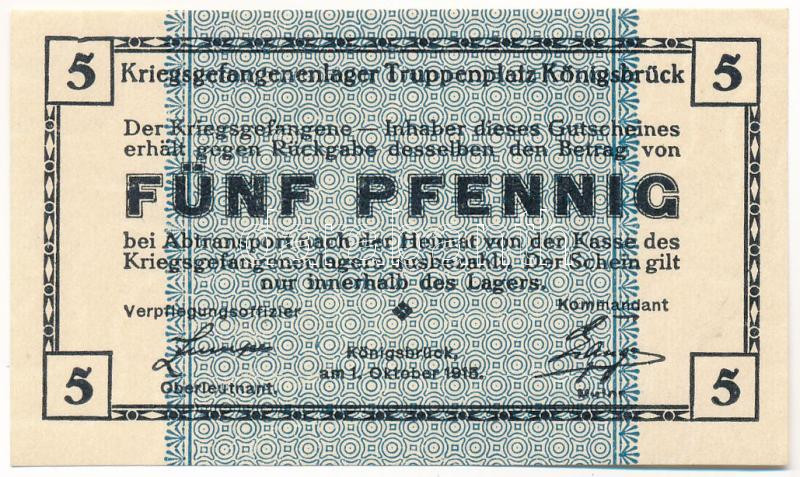 5 5
Kriegsgefangenenlager Truppenplatz Königsbrück
Der Kriegsgefangene — Inhaber dieses Gutscheines
erhält gegen Rückgabe desselben den Betrag von
FÜNF PFENNIG
bei Abtransport nach der Heimat von der Kasse des
Kriegsgefangenenlagers ausbezahlt. Der Schein gilt
nur innerhalb des Lagers.
Verpflegungsoffizier Kommandant
Königsbrück,
am 1. Oktober 1916.
Oberleutnant.
5 5